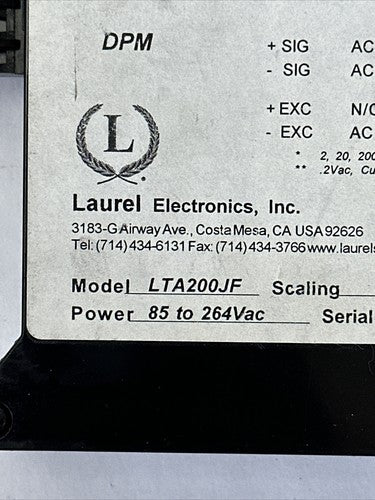 DPM + SIG AC
- SIG AC
+ EXC N/C
- EXC AC
* 2, 20, 200
** .2Vac, Cu
L
Laurel Electronics, Inc.
3183-G Airway Ave., Costa Mesa, CA USA 92626
Tel: (714) 434-6131 Fax: (714) 434-3766 www.laurels
Model LTA200JF Scaling
Power 85 to 264Vac Serial